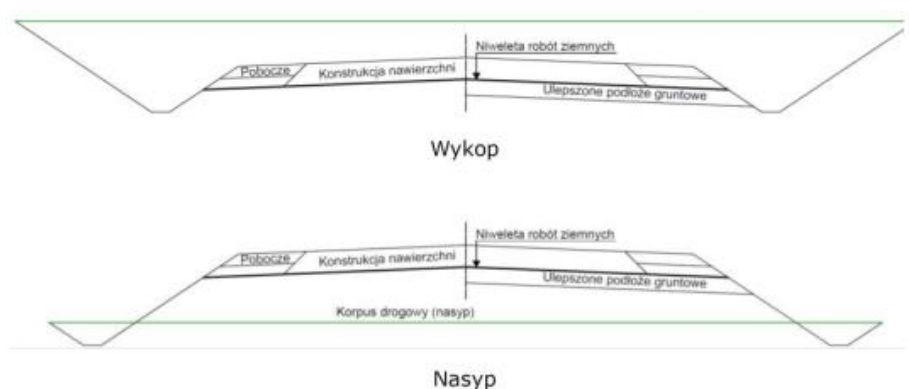 Niweleta robót ziemnych
Pobocze
Konstrukcja nawierzchni
Ulepszone podłoże gruntowe
Wykop
Niweleta robót ziemnych
Pobocze
Konstrukcja nawierzchni
Ulepszone podłoże gruntowe
Korpus drogowy (nasyp)
Nasyp